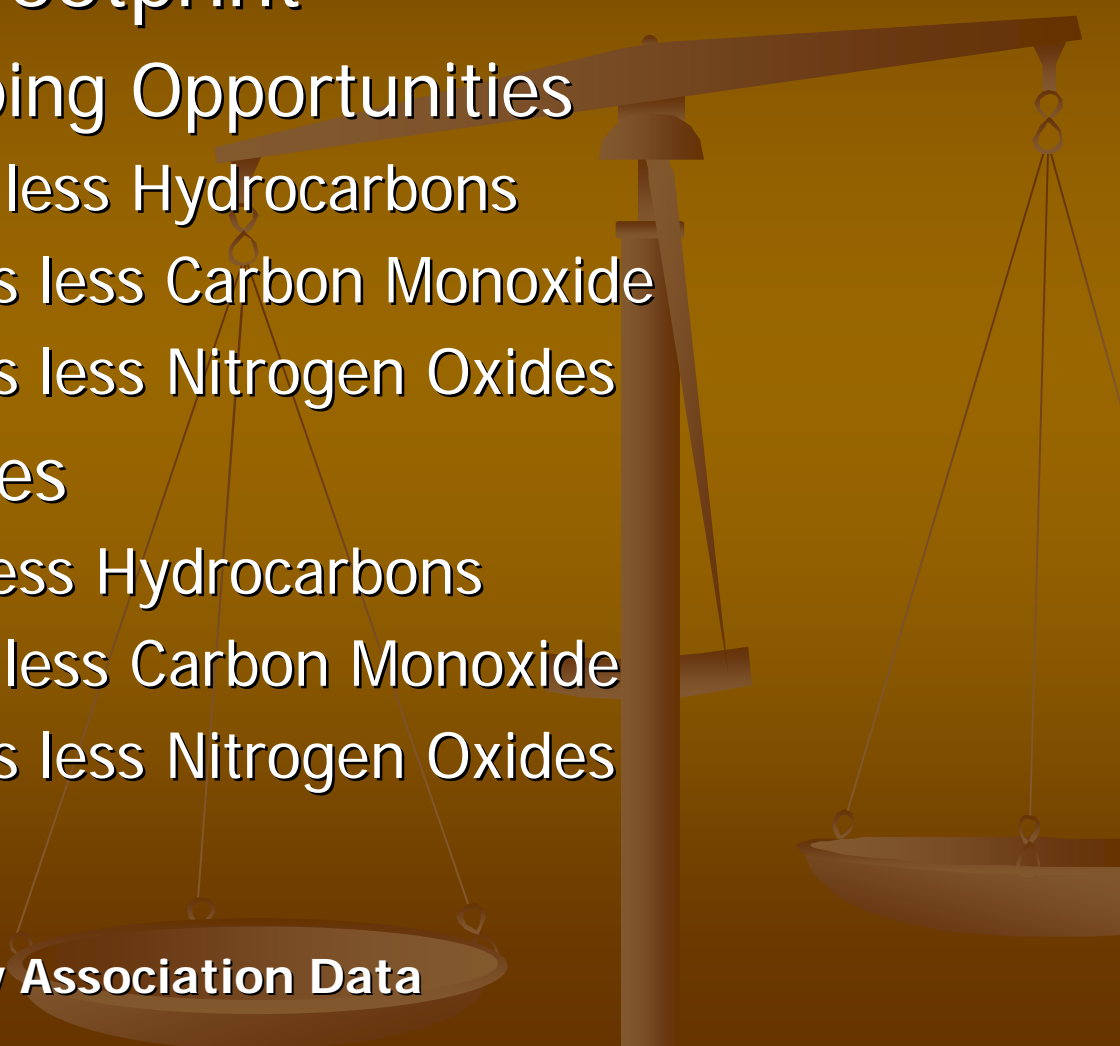 ootprint
ping Opportunities
less Hydrocarbons
s less Carbon Monoxide
s less Nitrogen Oxides
es
ess Hydrocarbons
less Carbon Monoxide
s less Nitrogen Oxides
y Association Data